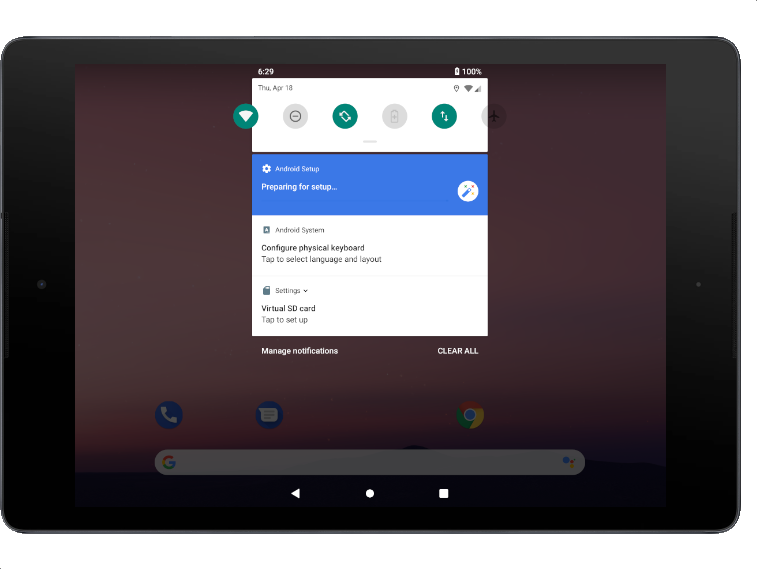 6:29
100%
Thu, Apr 18
Android Setup
Preparing for setup...
Android System
Configure physical keyboard
Tap to select language and layout
Settings
Virtual SD card
Tap to set up
Manage notifications
CLEAR ALL